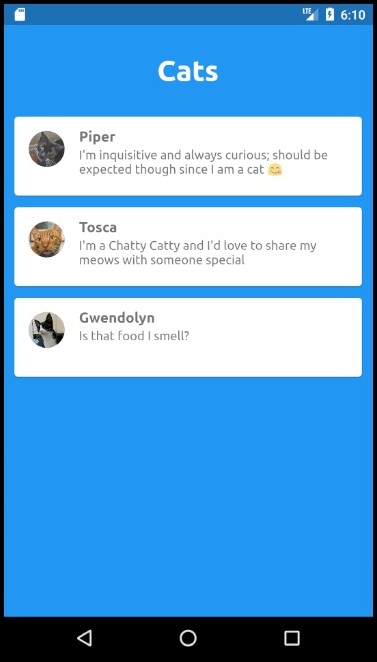 LTE 6:10
Cats
Piper
I'm inquisitive and always curious; should be
expected though since I am a cat 🤗
Tosca
I'm a Chatty Catty and I'd love to share my
meows with someone special
Gwendolyn
Is that food I smell?